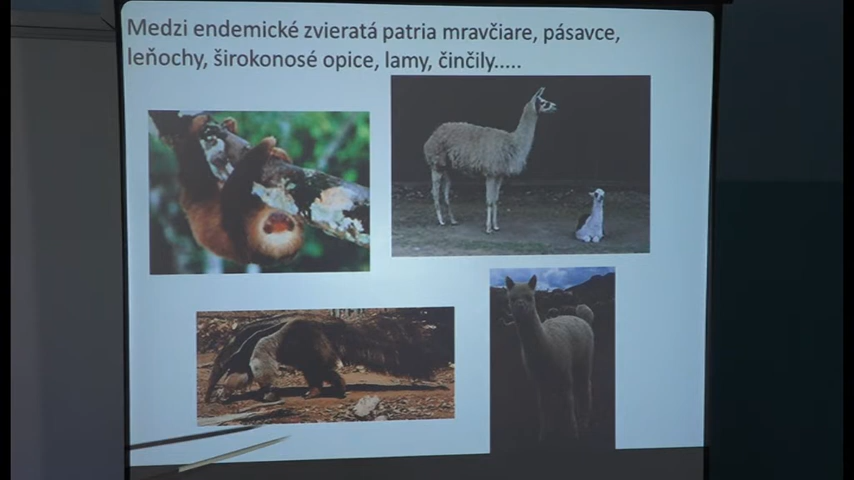 Medzi endemické zvieratá patria mravčiare, pásavce,
leňochy, širokonosé opice, lamy, činčily.....